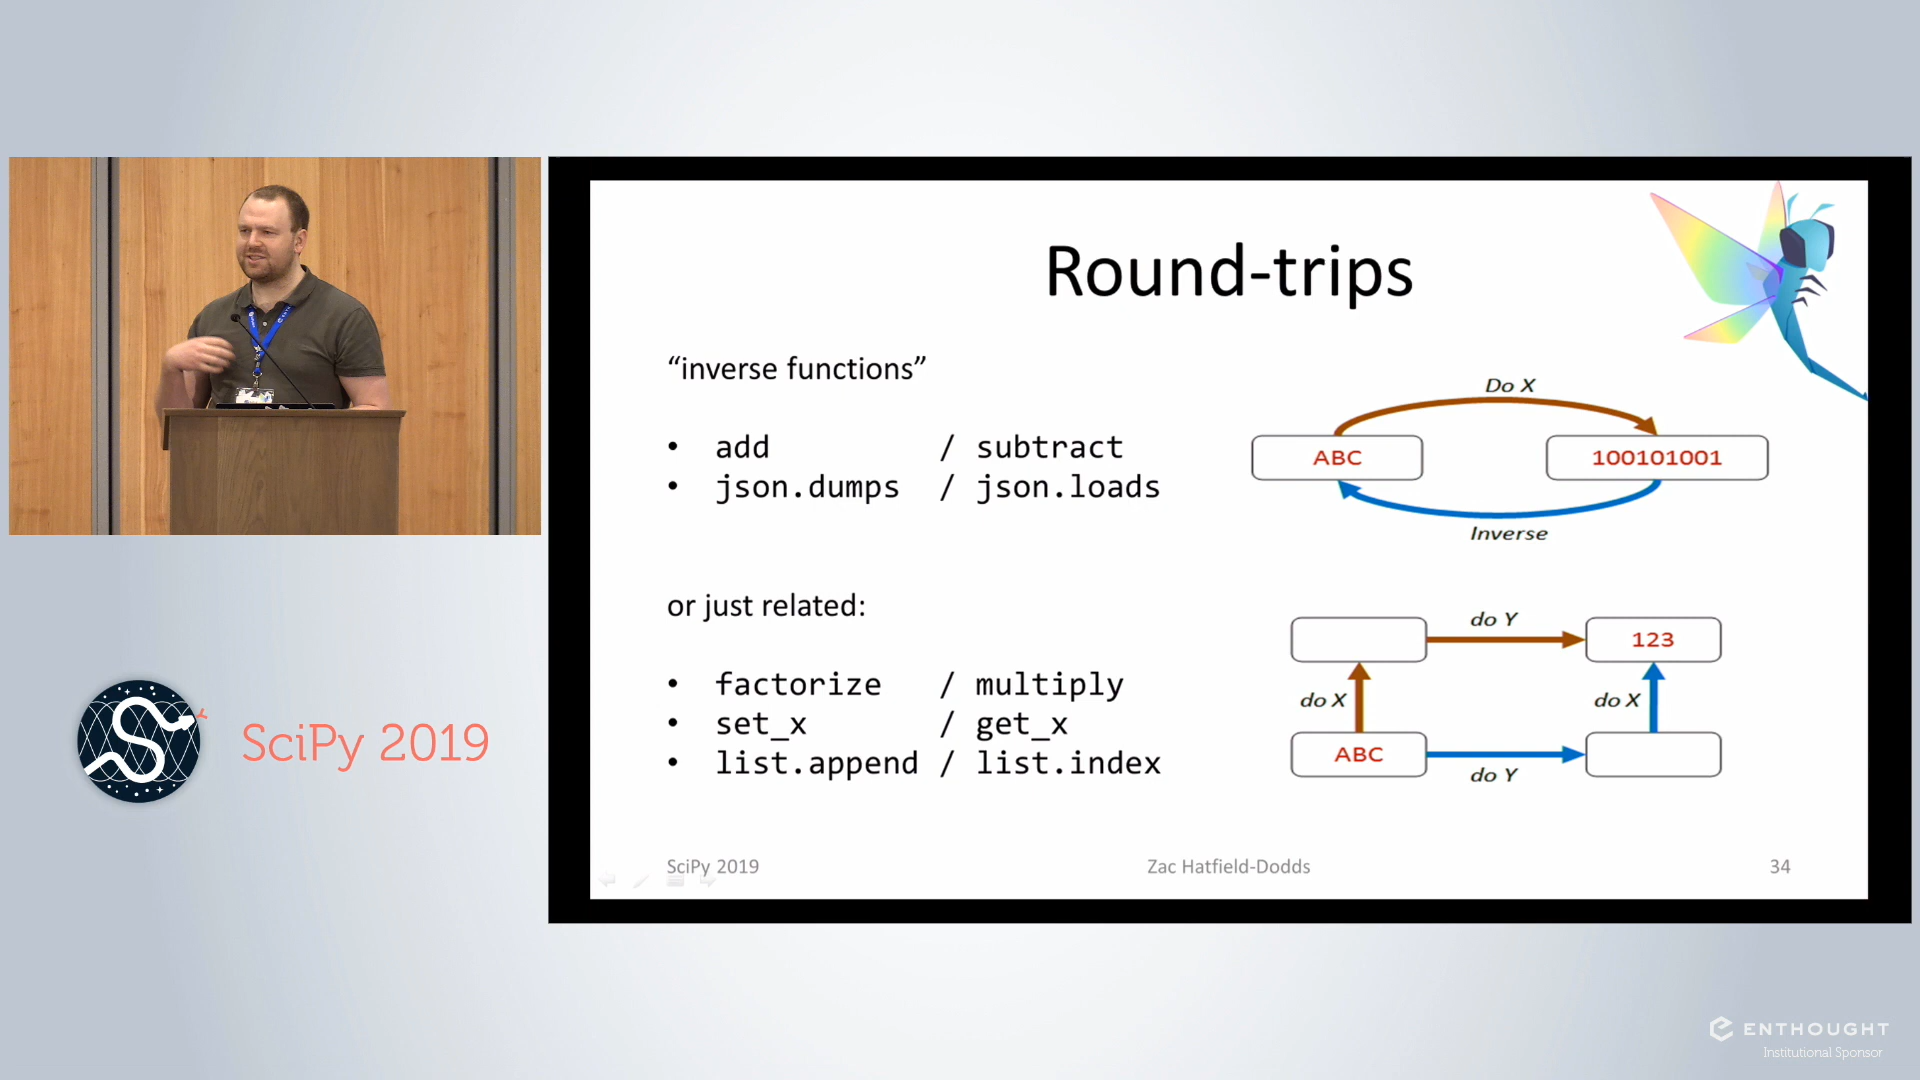 Round-trips
“inverse functions”
• add / subtract
• json.dumps / json.loads
or just related:
• factorize / multiply
• set_x / get_x
• list.append / list.index
Do X
ABC
100101001
Inverse
do Y
123
do X
do X
ABC
do Y
SciPy 2019
Zac Hatfield-Dodds
34
SciPy 2019
ENTHOUGHT
Institutional Sponsor